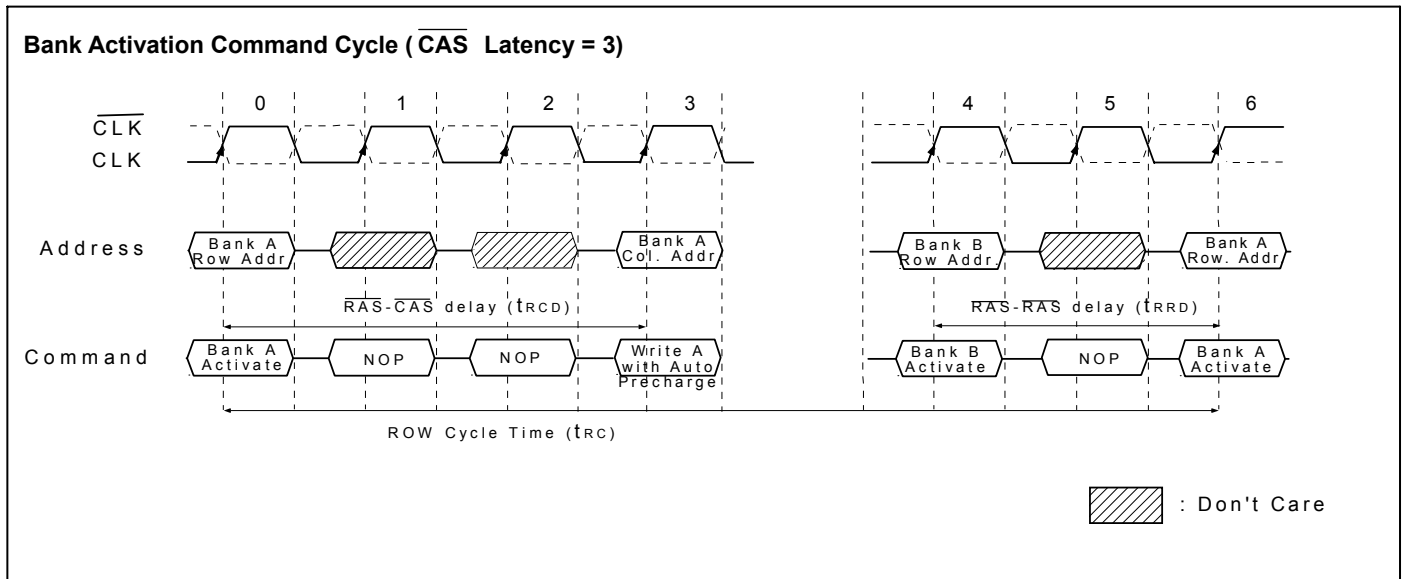 Bank Activation Command Cycle ( CAS Latency = 3)
0 1 2 3 4 5 6
CLK
CLK
Address
Bank A
Row Addr
Bank A
Col. Addr
Bank B
Row Addr.
Bank A
Row. Addr
RAS-CAS delay (tRCD)
RAS-RAS delay (tRRD)
Command
Bank A
Activate
NOP
NOP
Write A
with Auto
Precharge
Bank B
Activate
NOP
Bank A
Activate
ROW Cycle Time (tRC)
: Don't Care